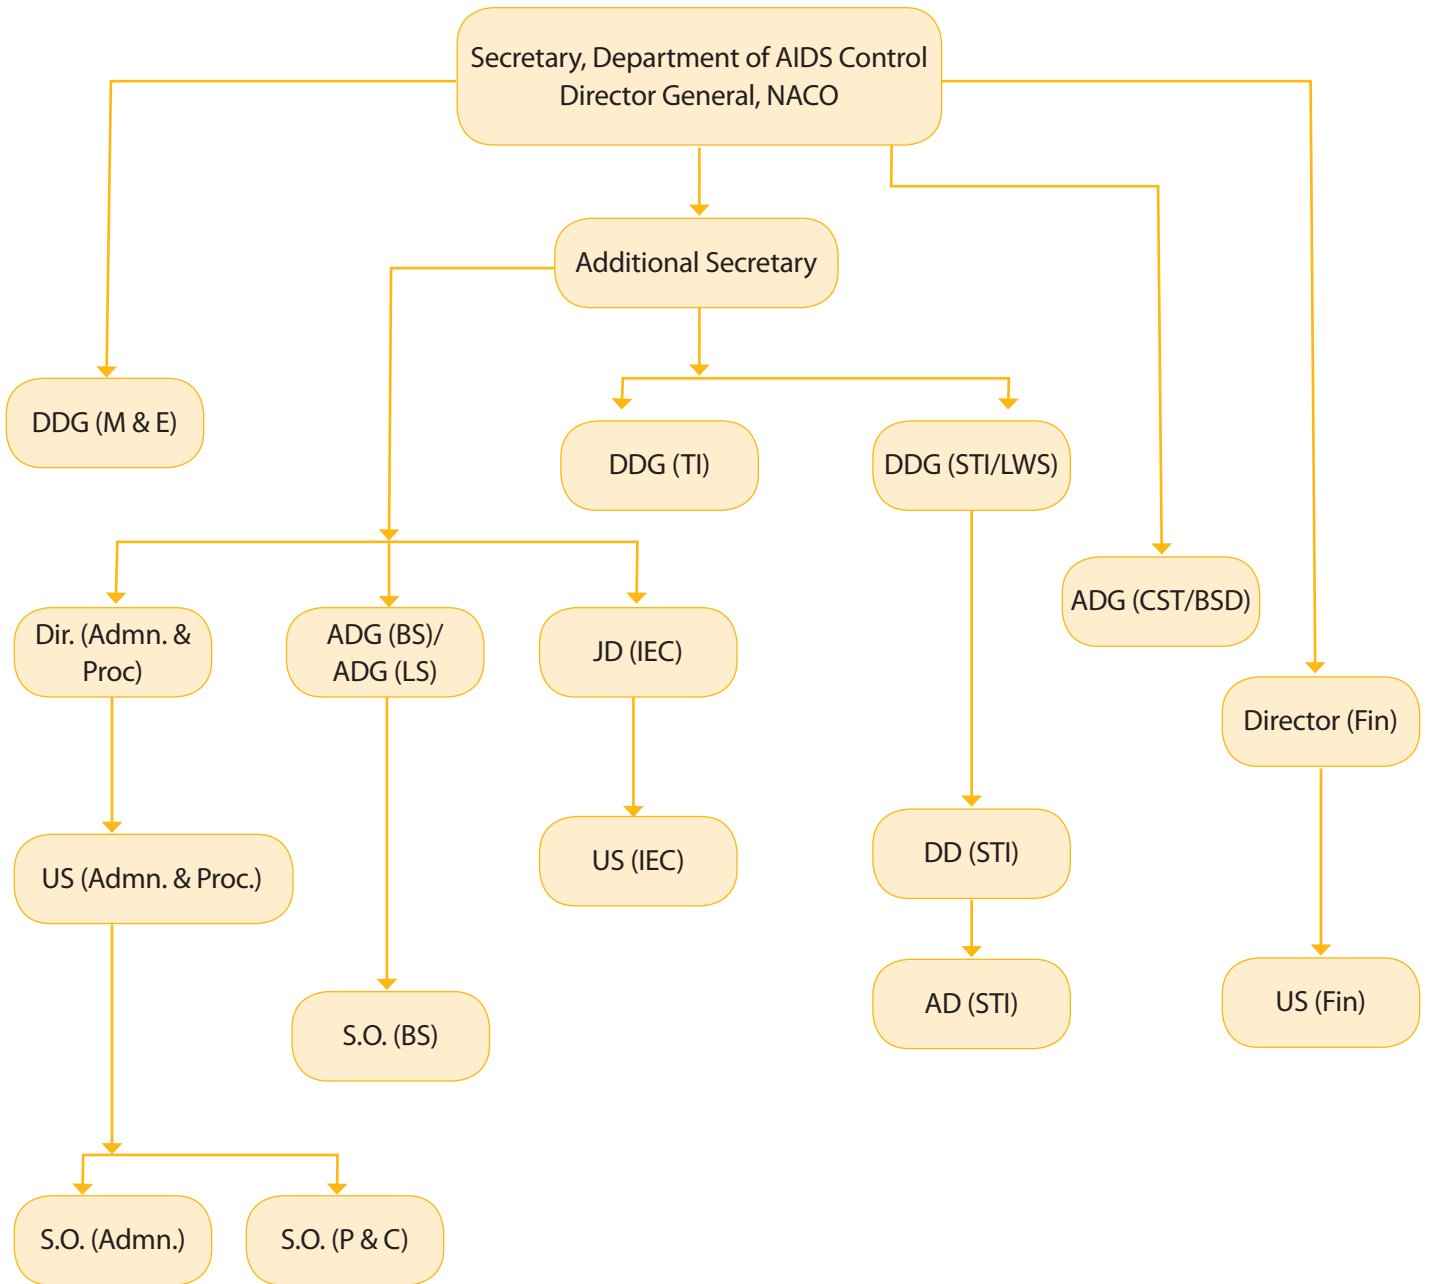 Secretary, Department of AIDS Control
Director General, NACO
Additional Secretary
DDG (M & E)
DDG (TI)
DDG (STI/LWS)
ADG (CST/BSD)
Dir. (Admn. &
Proc)
ADG (BS)/
ADG (LS)
JD (IEC)
Director (Fin)
US (Admn. & Proc.)
US (IEC)
DD (STI)
AD (STI)
US (Fin)
S.O. (BS)
S.O. (Admn.)
S.O. (P & C)